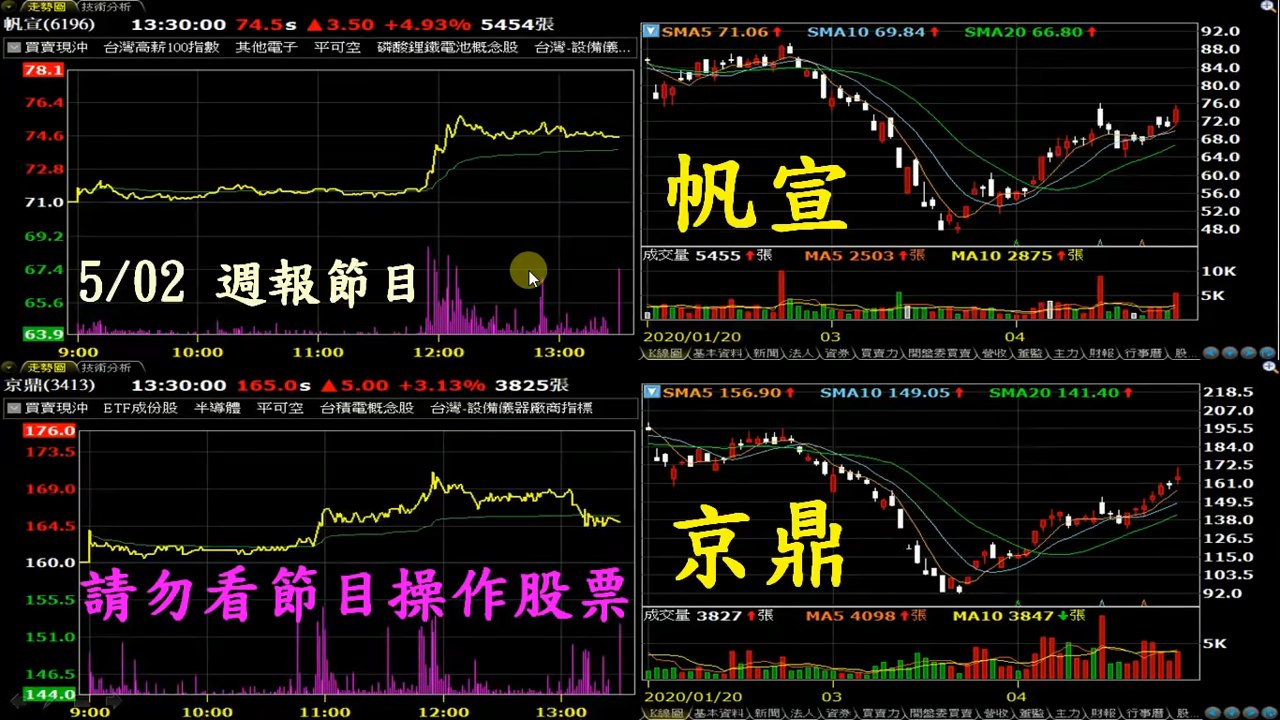 走勢圖 技術分析
帆宣(6196) 13:30:00 74.5s ▲3.50 +4.93% 5454張
買賣現沖 台灣高薪100指數 其他電子 平可空 磷酸鋰鐵電池概念股 台灣-設備儀...
78.1
76.4
74.6
72.8
71.0
69.2
67.4
65.6
63.9
9:00 10:00 11:00 12:00 13:00
5/02 週報節目
SMA5 71.06↑ SMA10 69.84↑ SMA20 66.80↑
92.0
88.0
84.0
80.0
76.0
72.0
68.0
64.0
60.0
56.0
52.0
48.0
帆宣
成交量 5455↑張 MA5 2503↑張 MA10 2875↑張
10K
5K
2020/01/20 03 04
K線圖 基本資料 新聞 法人 資券 買賣力 開盤委買賣 營收 董監 主力 財報 行事曆 股..
走勢圖 技術分析
京鼎(3413) 13:30:00 165.0s ▲5.00 +3.13% 3825張
買賣現沖 ETF成份股 半導體 平可空 台積電概念股 台灣-設備儀器廠商指標
176.0
173.5
169.0
164.5
160.0
155.5
151.0
146.5
144.0
9:00 10:00 11:00 12:00 13:00
請勿看節目操作股票
SMA5 156.90↑ SMA10 149.05↑ SMA20 141.40↑
218.5
207.0
195.5
184.0
172.5
161.0
149.5
138.0
126.5
115.0
103.5
92.0
京鼎
成交量 3827↑張 MA5 4098↑張 MA10 3847↓張
5K
2020/01/20 03 04
K線圖 基本資料 新聞 法人 資券 買賣力 開盤委買賣 營收 董監 主力 財報 行事曆 股..